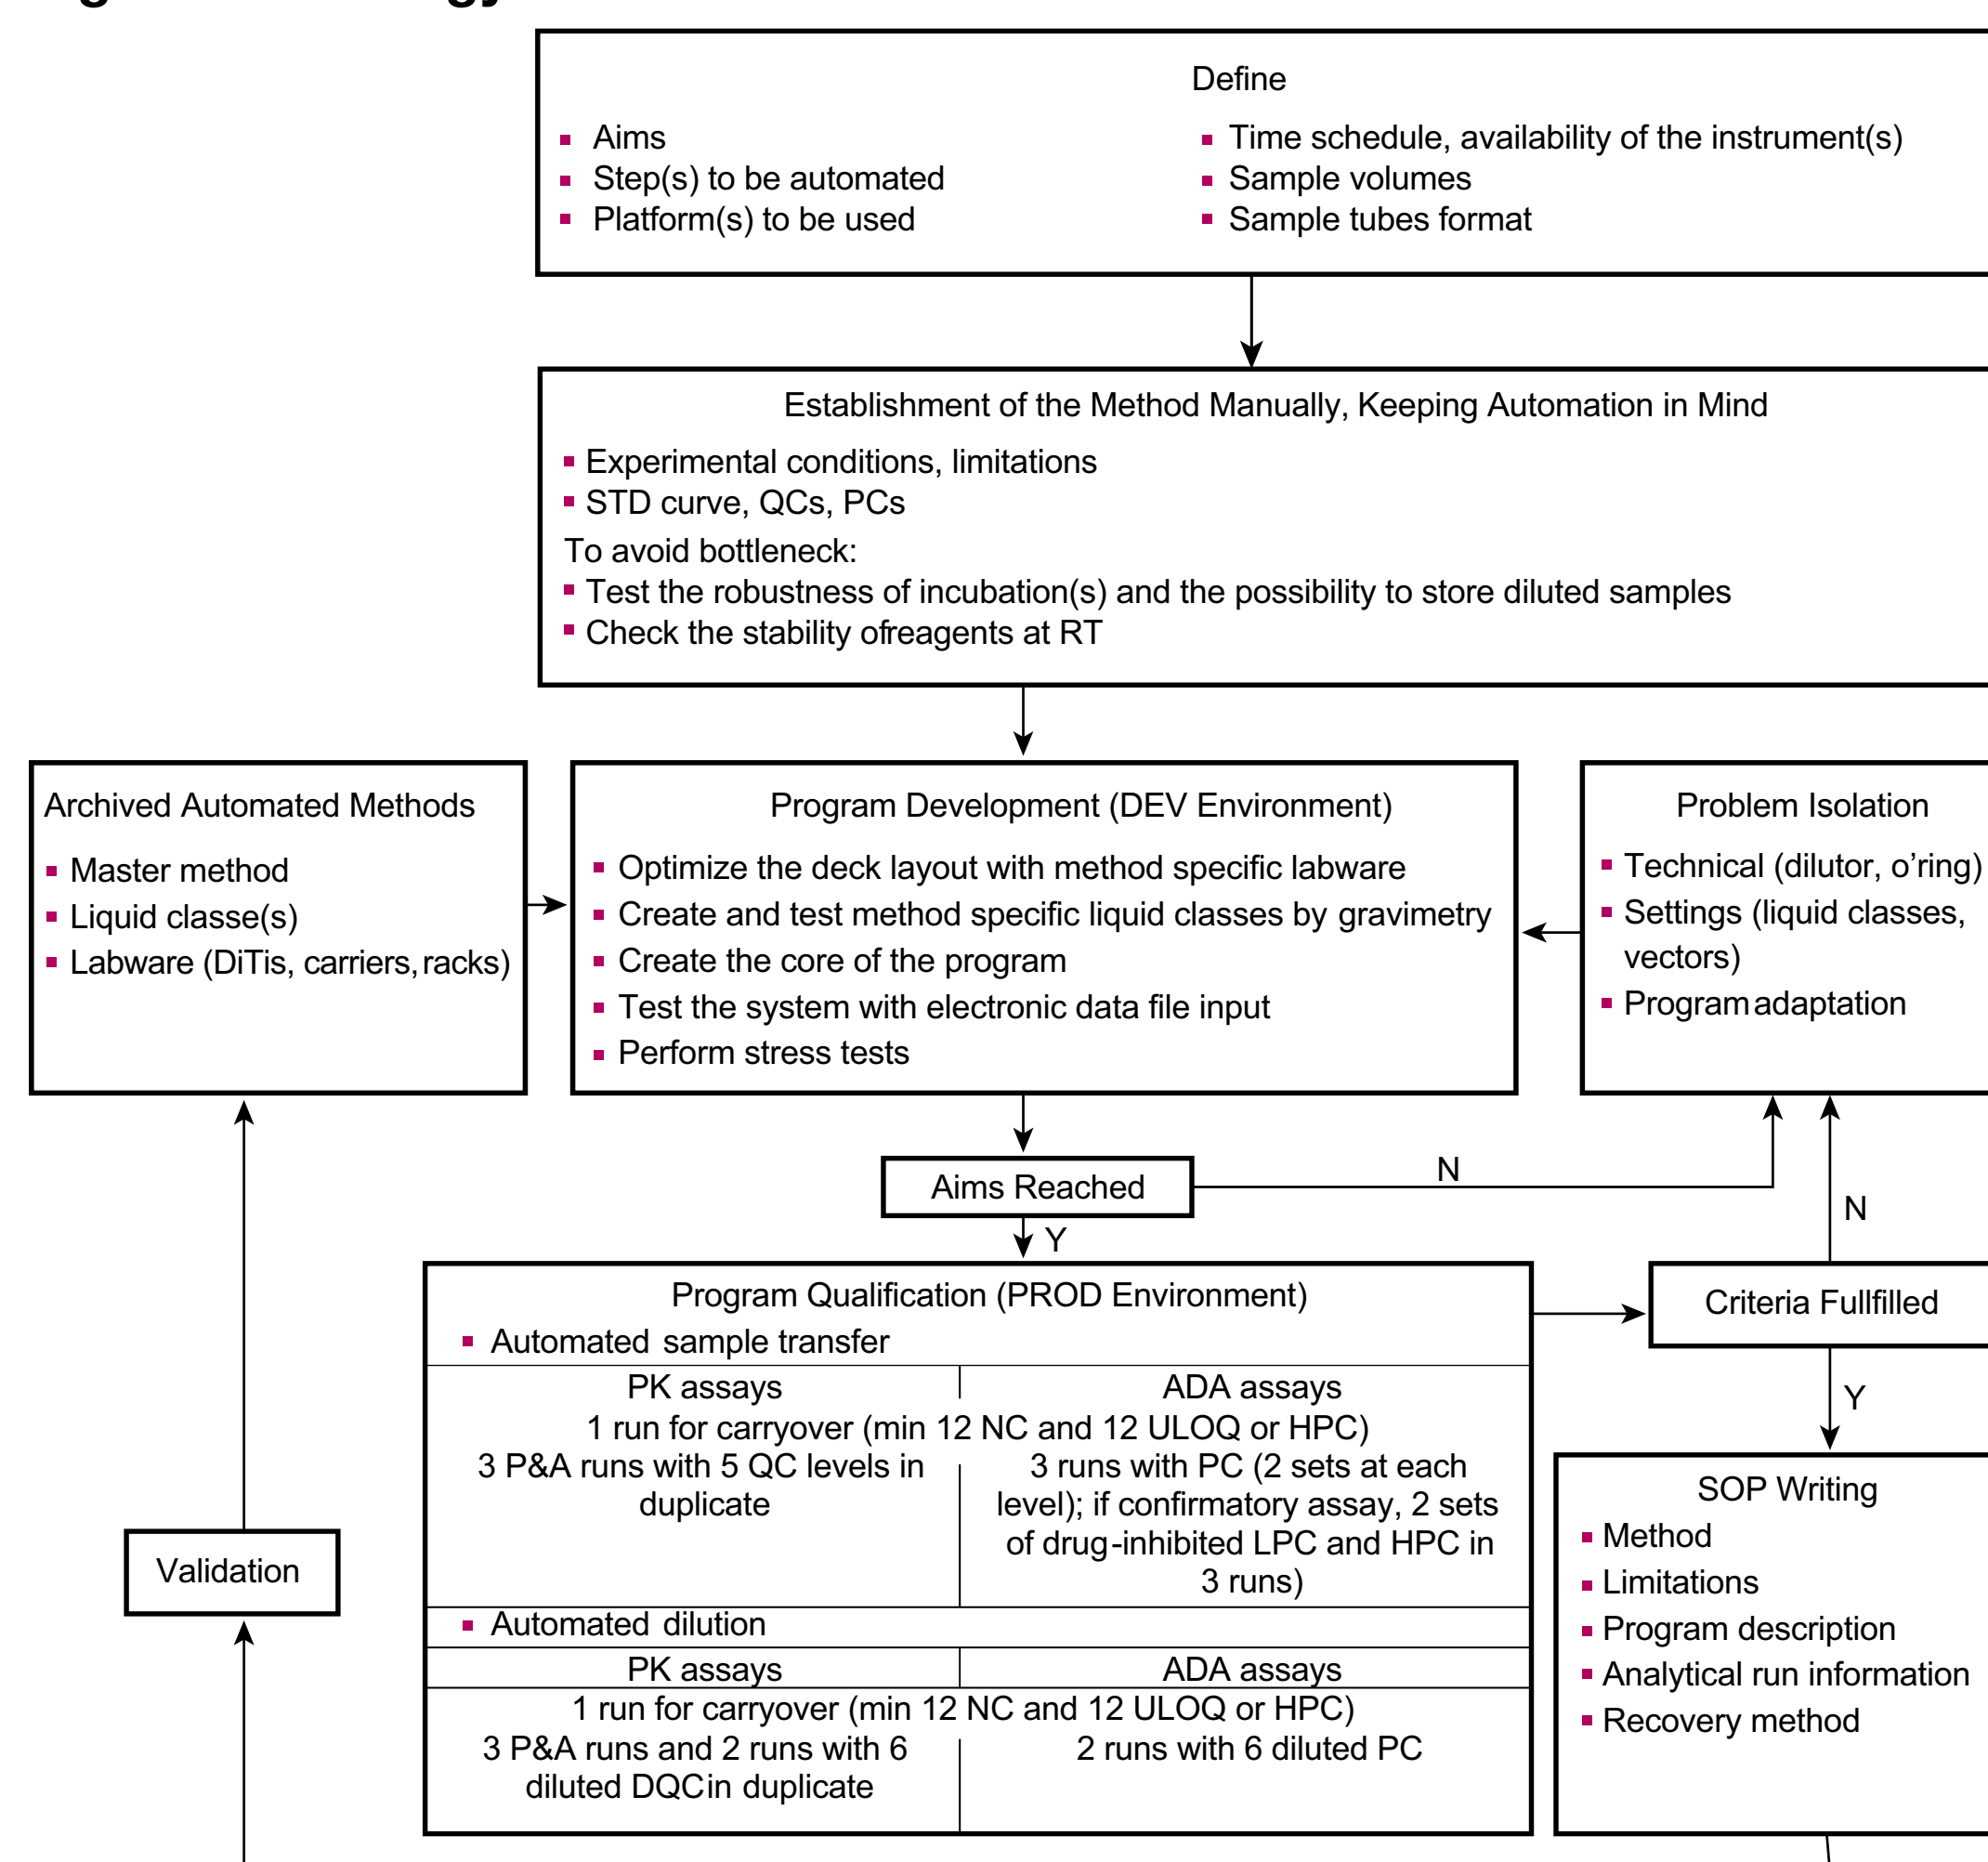 Define
Aims
Step(s) to be automated
Platform(s) to be used
Time schedule, availability of the instrument(s)
Sample volumes
Sample tubes format
Establishment of the Method Manually, Keeping Automation in Mind
Experimental conditions, limitations
STD curve, QCs, PCs
To avoid bottleneck:
Test the robustness of incubation(s) and the possibility to store diluted samples
Check the stability ofreagents at RT
Archived Automated Methods
Master method
Liquid classe(s)
Labware (DiTis, carriers, racks)
Program Development (DEV Environment)
Optimize the deck layout with method specific labware
Create and test method specific liquid classes by gravimetry
Create the core of the program
Test the system with electronic data file input
Perform stress tests
Problem Isolation
Technical (dilutor, o’ring)
Settings (liquid classes,
vectors)
Program adaptation
Aims Reached
N
N
Y
Program Qualification (PROD Environment)
Automated sample transfer
PK assays
ADA assays
1 run for carryover (min 12 NC and 12 ULOQ or HPC)
3 P&A runs with 5 QC levels in
duplicate
3 runs with PC (2 sets at each
level); if confirmatory assay, 2 sets
of drug-inhibited LPC and HPC in
3 runs)
Automated dilution
PK assays
ADA assays
1 run for carryover (min 12 NC and 12 ULOQ or HPC)
3 P&A runs and 2 runs with 6
diluted DQC in duplicate
2 runs with 6 diluted PC
Criteria Fullfilled
Y
SOP Writing
Method
Limitations
Program description
Analytical run information
Recovery method
Validation